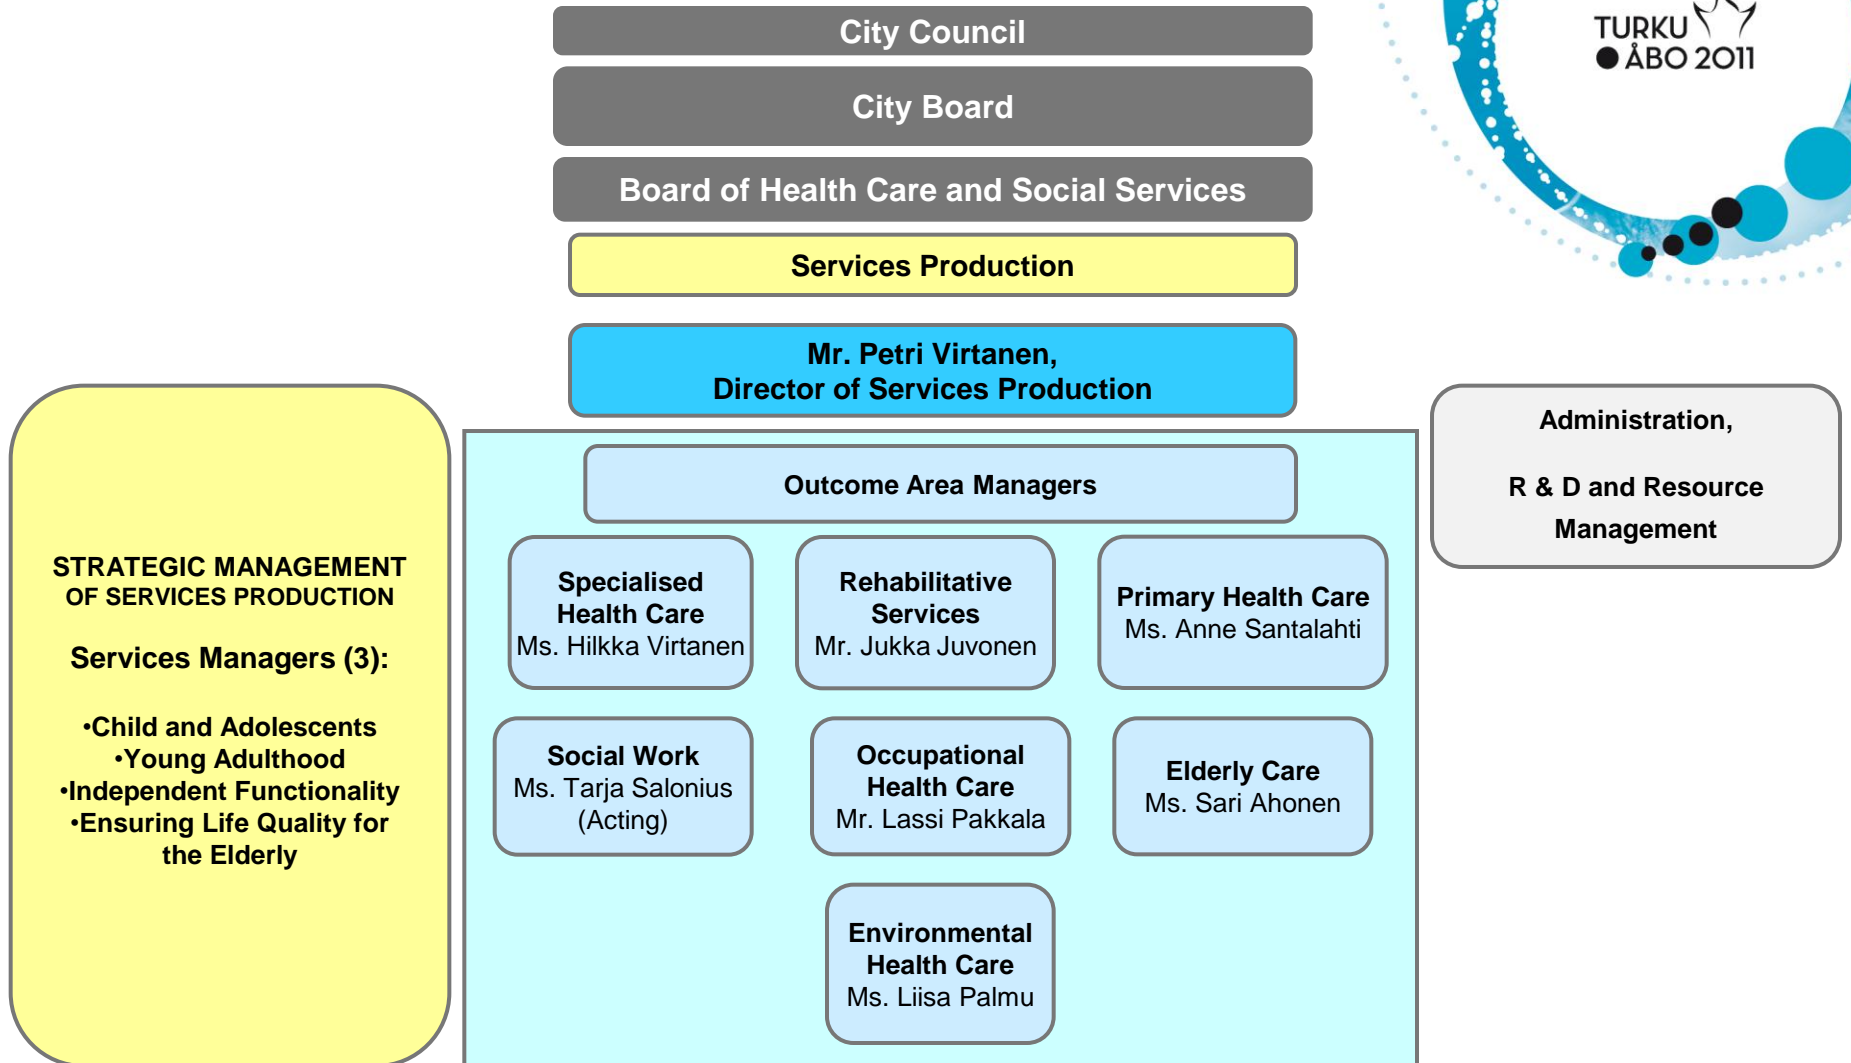 TURKU
ÅBO 2011
City Council
City Board
Board of Health Care and Social Services
Services Production
Mr. Petri Virtanen,
Director of Services Production
STRATEGIC MANAGEMENT
OF SERVICES PRODUCTION
Services Managers (3):
•Child and Adolescents
•Young Adulthood
•Independent Functionality
•Ensuring Life Quality for
the Elderly
Outcome Area Managers
Specialised
Health Care
Ms. Hilkka Virtanen
Rehabilitative
Services
Mr. Jukka Juvonen
Primary Health Care
Ms. Anne Santalahti
Social Work
Ms. Tarja Salonius
(Acting)
Occupational
Health Care
Mr. Lassi Pakkala
Elderly Care
Ms. Sari Ahonen
Environmental
Health Care
Ms. Liisa Palmu
Administration,
R & D and Resource
Management